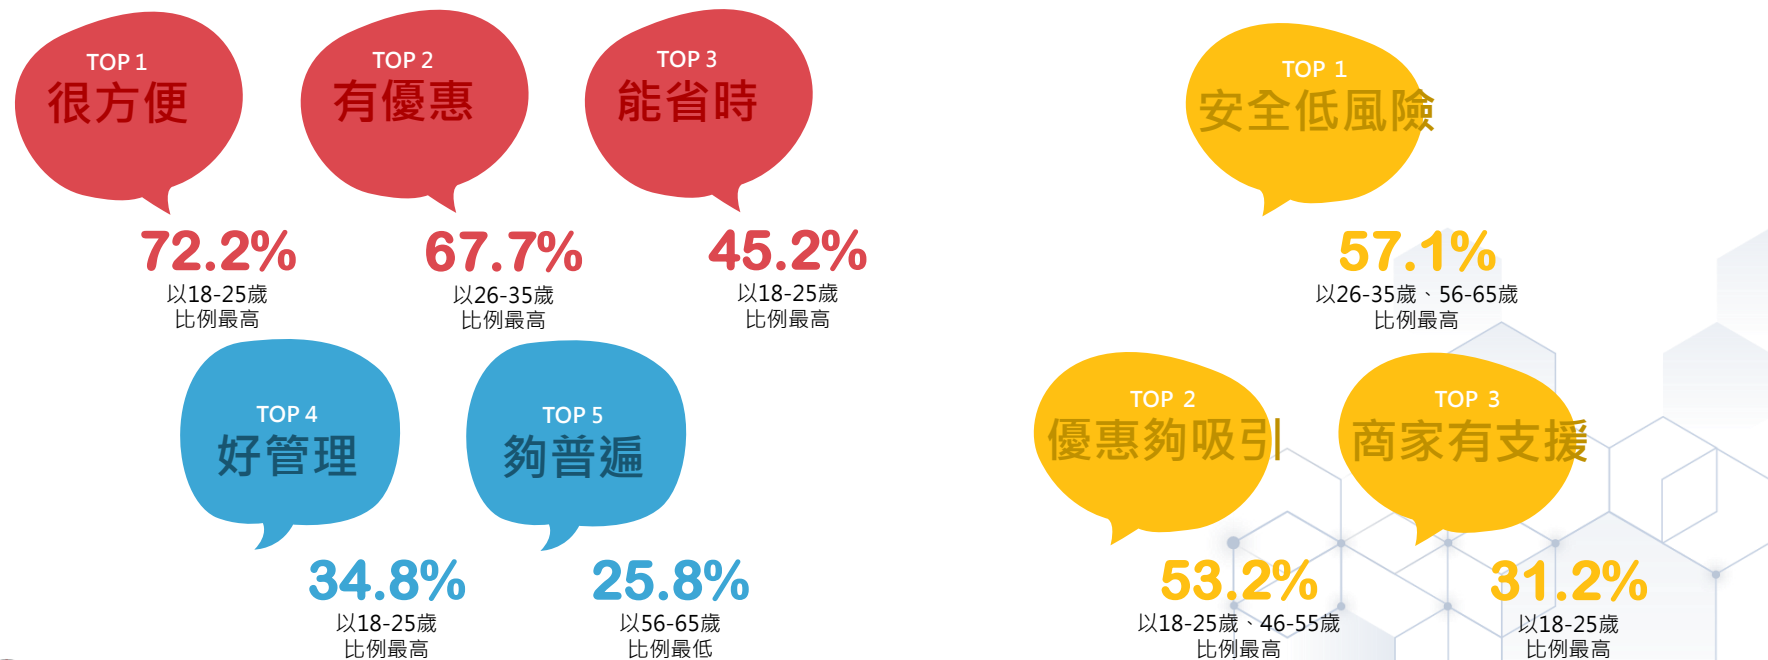 TOP 1
很方便
72.2%
以18-25歲
比例最高
TOP 2
有優惠
67.7%
以26-35歲
比例最高
TOP 3
能省時
45.2%
以18-25歲
比例最高
TOP 4
好管理
34.8%
以18-25歲
比例最高
TOP 5
夠普遍
25.8%
以56-65歲
比例最低
TOP 1
安全低風險
57.1%
以26-35歲、56-65歲
比例最高
TOP 2
優惠夠吸引
53.2%
以18-25歲、46-55歲
比例最高
TOP 3
商家有支援
31.2%
以18-25歲
比例最高